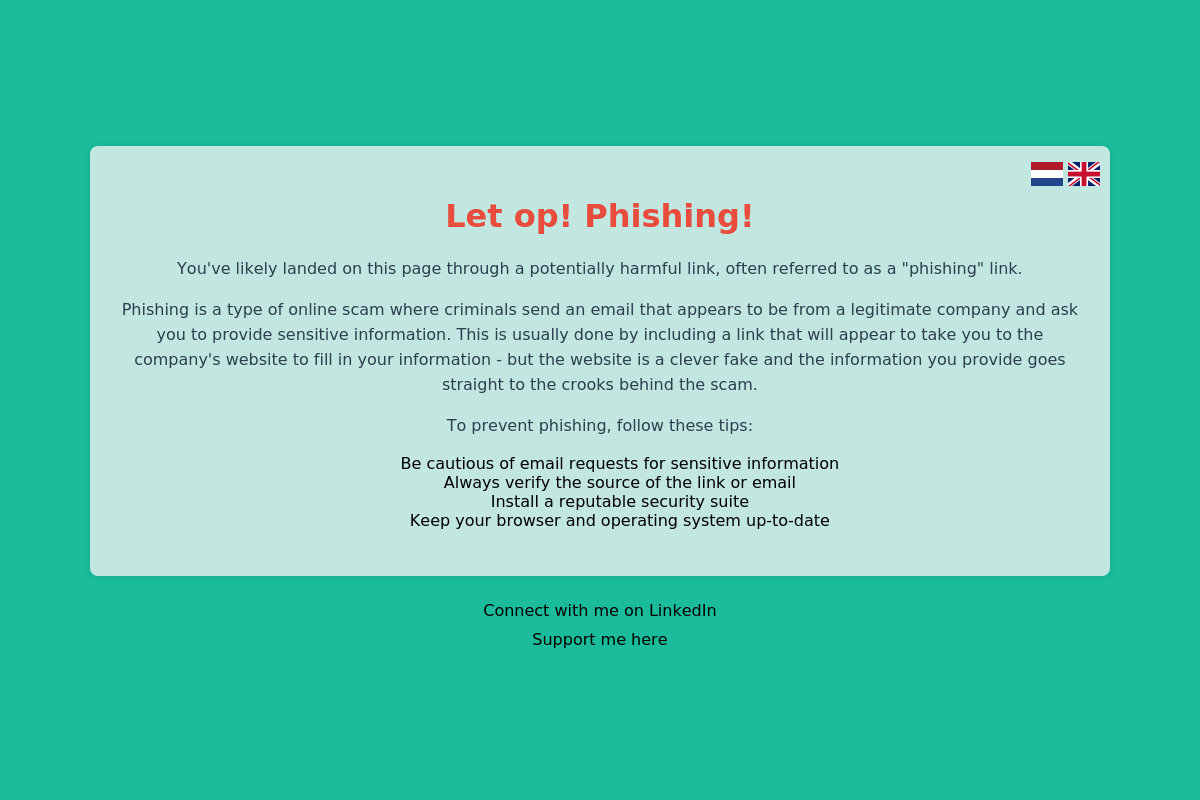 Let op! Phishing!
You've likely landed on this page through a potentially harmful link, often referred to as a "phishing" link.
Phishing is a type of online scam where criminals send an email that appears to be from a legitimate company and ask
you to provide sensitive information. This is usually done by including a link that will appear to take you to the
company's website to fill in your information - but the website is a clever fake and the information you provide goes
straight to the crooks behind the scam.
To prevent phishing, follow these tips:
Be cautious of email requests for sensitive information
Always verify the source of the link or email
Install a reputable security suite
Keep your browser and operating system up-to-date
Connect with me on LinkedIn
Support me here